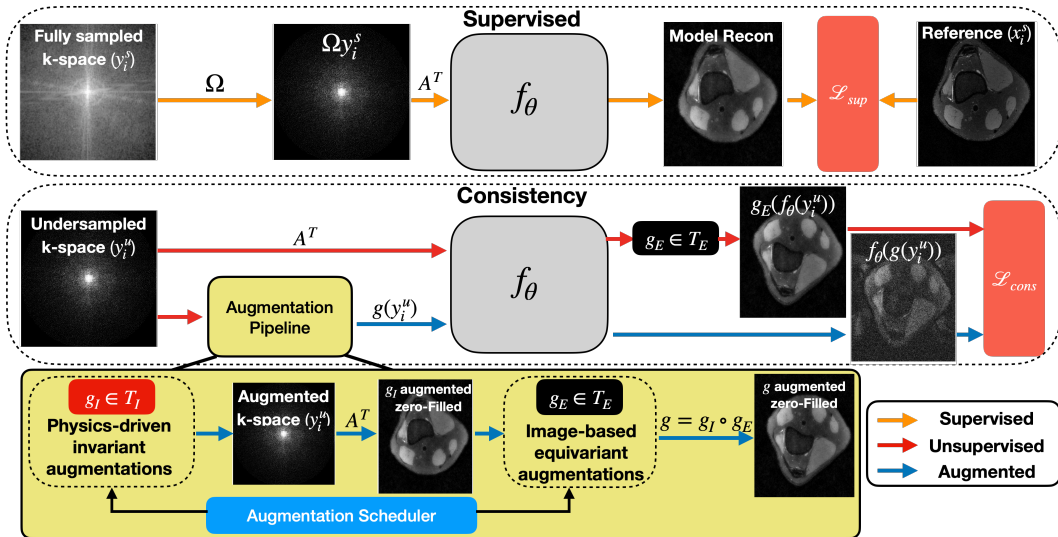 Supervised
Fully sampled
k-space (y_i^s)
Ω
Ωy_i^s
A^T
f_θ
Model Recon
ℒ_sup
Reference (x_i^s)
Consistency
Undersampled
k-space (y_i^u)
A^T
Augmentation
Pipeline
g(y_i^u)
f_θ
g_E ∈ T_E
g_E(f_θ(y_i^u))
f_θ(g(y_i^u))
ℒ_cons
g_I ∈ T_I
Physics-driven
invariant
augmentations
Augmented
k-space (y_i^u)
A^T
g_I augmented
zero-Filled
g_E ∈ T_E
Image-based
equivariant
augmentations
g = g_I ∘ g_E
g augmented
zero-Filled
Augmentation Scheduler
Supervised
Unsupervised
Augmented